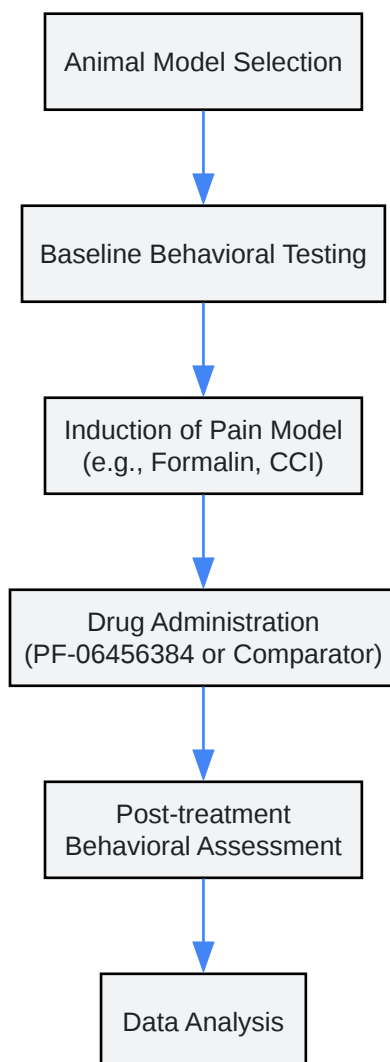 Animal Model Selection
Baseline Behavioral Testing
Induction of Pain Model
(e.g., Formalin, CCI)
Drug Administration
(PF-06456384 or Comparator)
Post-treatment
Behavioral Assessment
Data Analysis